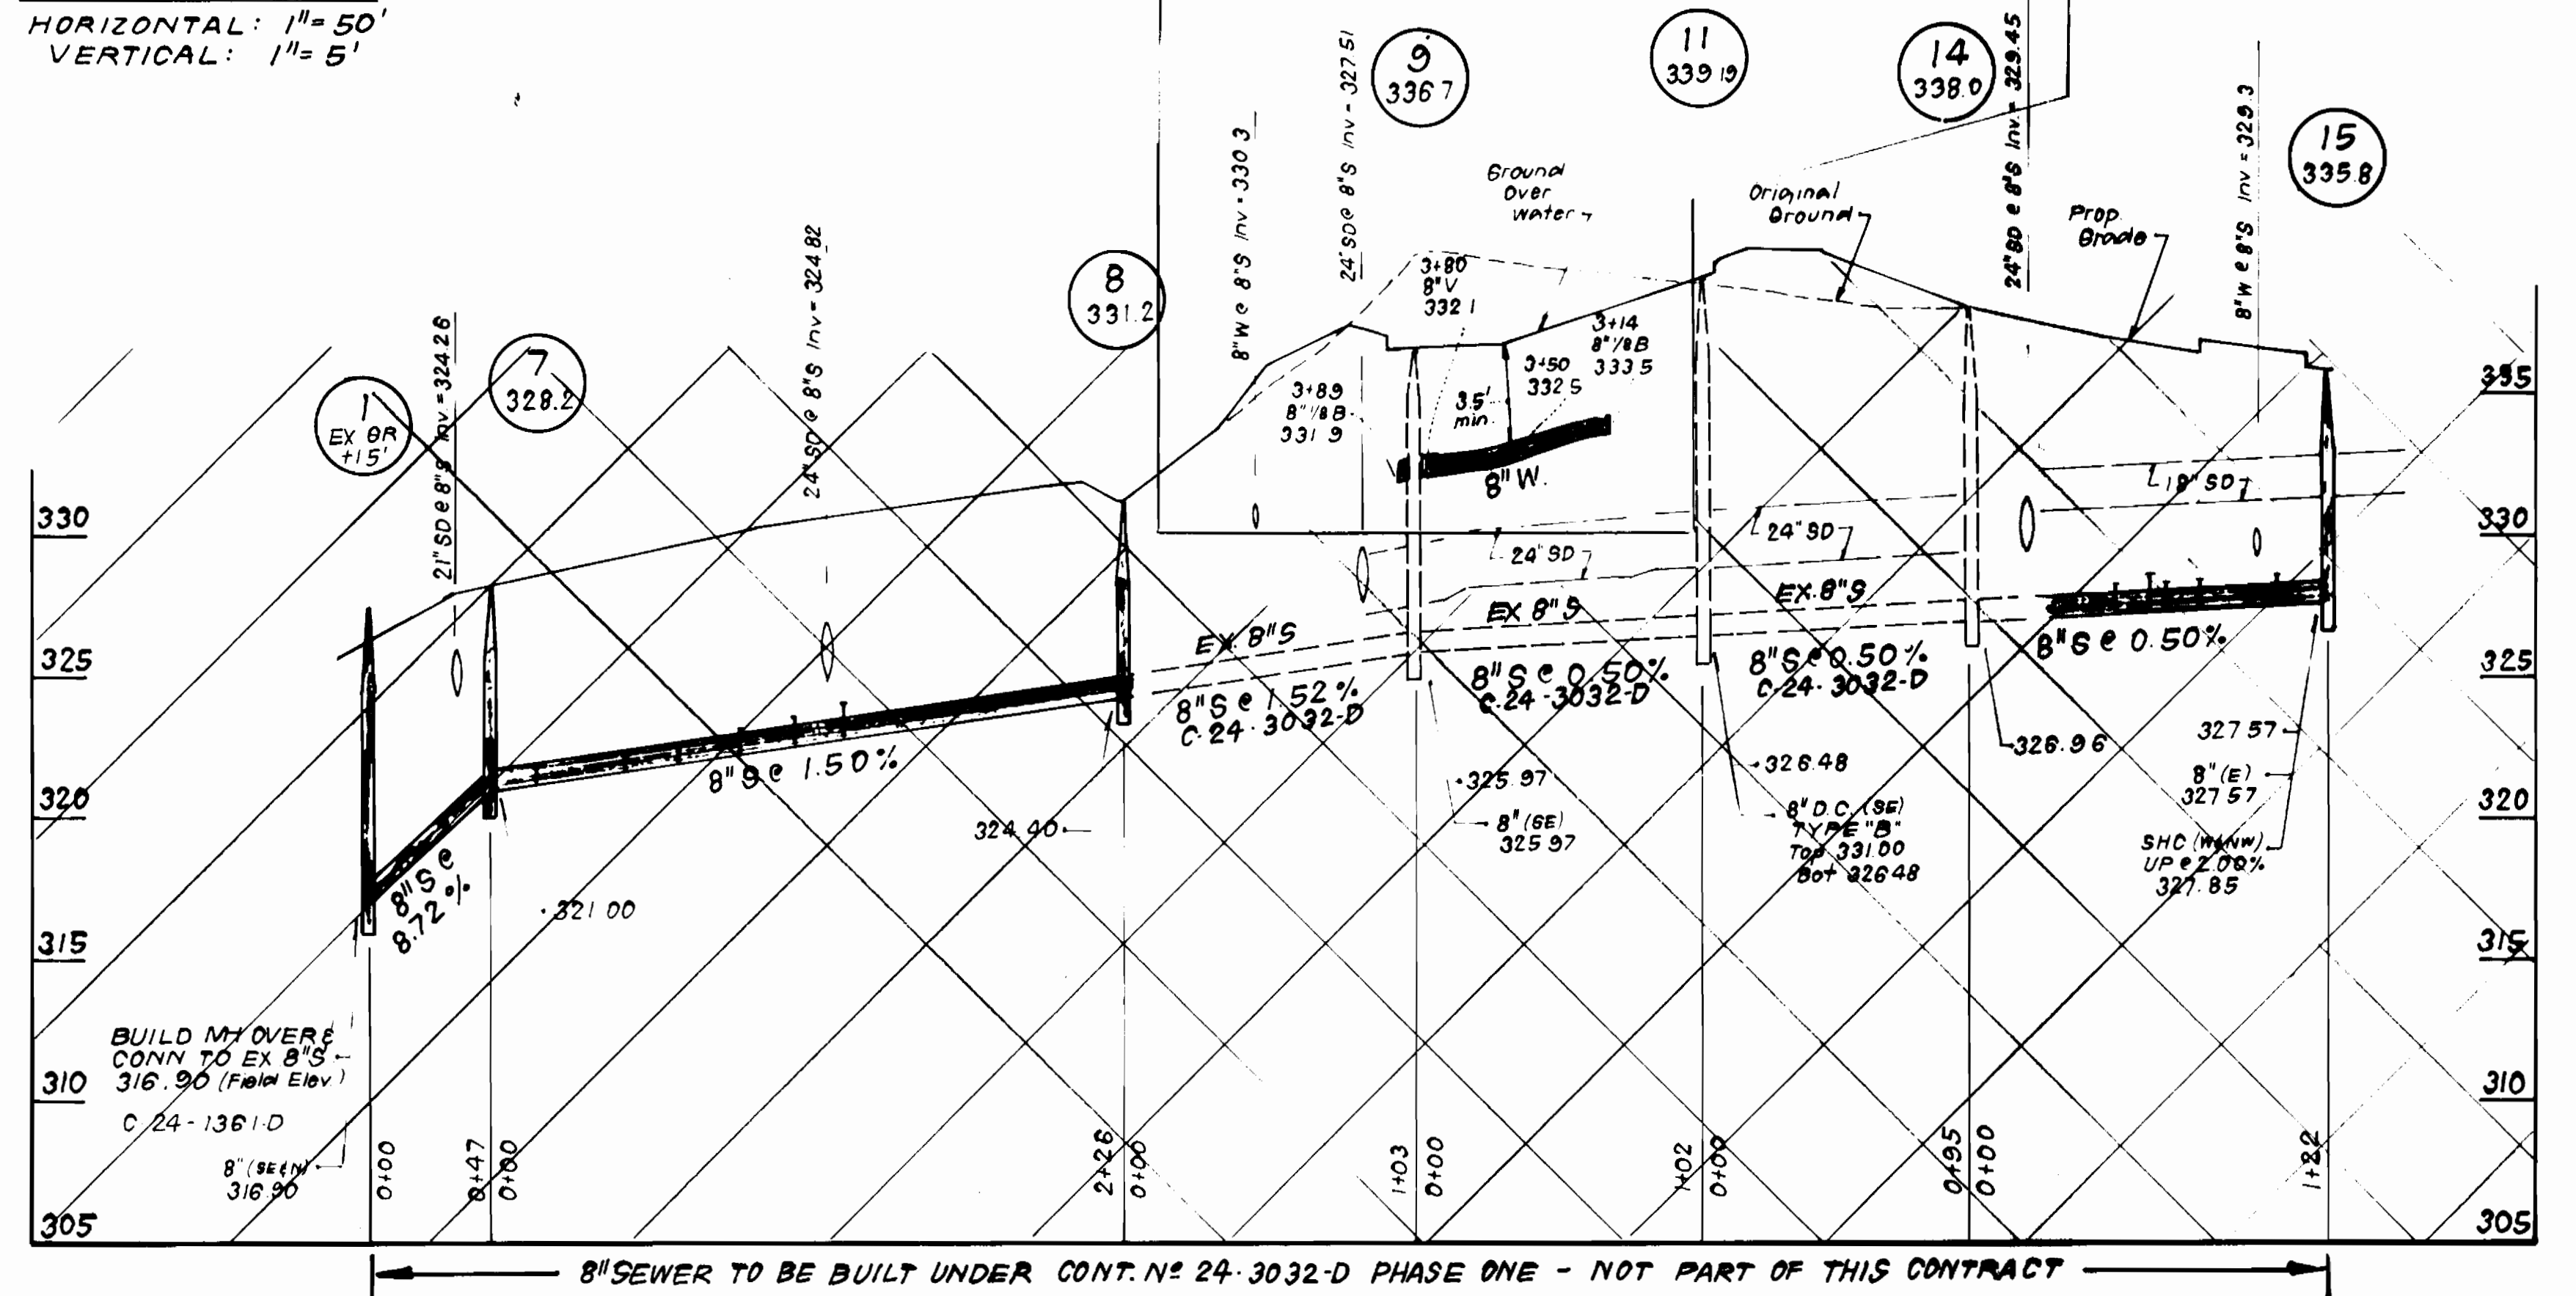 HORIZONTAL: 1"= 50'
VERTICAL: 1"= 5'
1
EX GR
+15'
21" SD @ 8"S Inv.=324.26
7
328.2
24" SD @ 8"S Inv=324.82
8
331.2
8"W @ 8"S Inv=330.3
24" SD @ 8"S Inv=327.51
9
336.7
11
339.19
14
338.0
24"SD @ 8"S Inv.=329.45
8"W @ 8"S Inv=329.3
15
335.8
Ground
Over
Water
Original
Ground
Prop.
Grade
3+80
8"V
332.1
3+14
8"1/8B
333.5
3+50
332.5
3+89
8"1/8B
331.9
3.5'
min.
8"W.
335
330
325
320
315
310
305
330
325
320
315
310
305
24"SD
24"SD
18"SD
EX. 8"S
EX 8"S
EX. 8"S
8"S @
8.72%
8"S @ 1.50%
8"S @ 1.52%
C-24-3032-D
8"S @ 0.50%
C-24-3032-D
8"S @ 0.50%
C-24-3032-D
8"S @ 0.50%
321.00
324.40
325.97
8" (SE)
325.97
326.48
8" D.C. (SE)
TYPE "B"
Top 331.00
Bot 326.48
326.96
327.57
8" (E)
327.57
SHC (W&NW)
UP @ 2.00%
327.85
BUILD MH OVER &
CONN TO EX 8"S
316.90 (Field Elev.)
C-24-1361-D
8" (SE&N)
316.90
0+00
0+47
0+00
2+26
0+00
1+03
0+00
1+02
0+00
0+95
0+00
1+22
8"SEWER TO BE BUILT UNDER CONT. Nº 24-3032-D PHASE ONE - NOT PART OF THIS CONTRACT